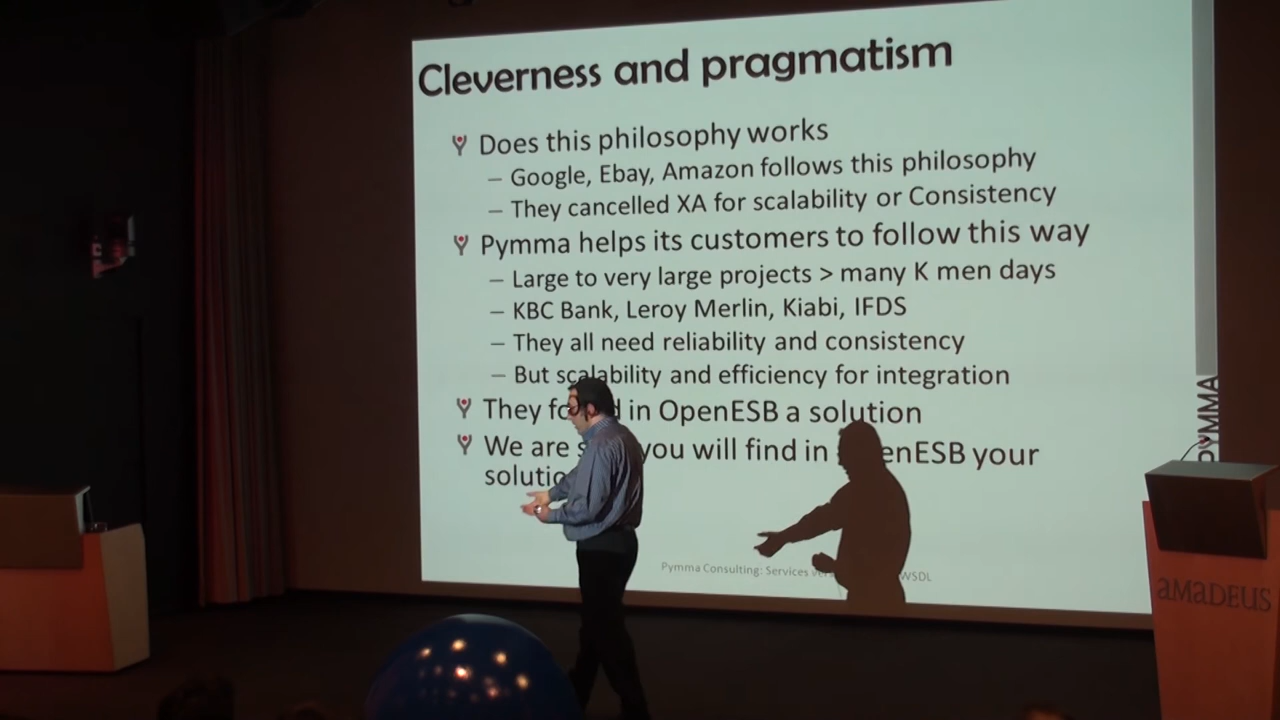 Cleverness and pragmatism
Does this philosophy works
– Google, Ebay, Amazon follows this philosophy
– They cancelled XA for scalability or Consistency
Pymma helps its customers to follow this way
– Large to very large projects > many K men days
– KBC Bank, Leroy Merlin, Kiabi, IFDS
– They all need reliability and consistency
– But scalability and efficiency for integration
They in OpenESB a solution
We are you will find in your
Pymma Consulting: Services WSDL
PYMMA
amadeus